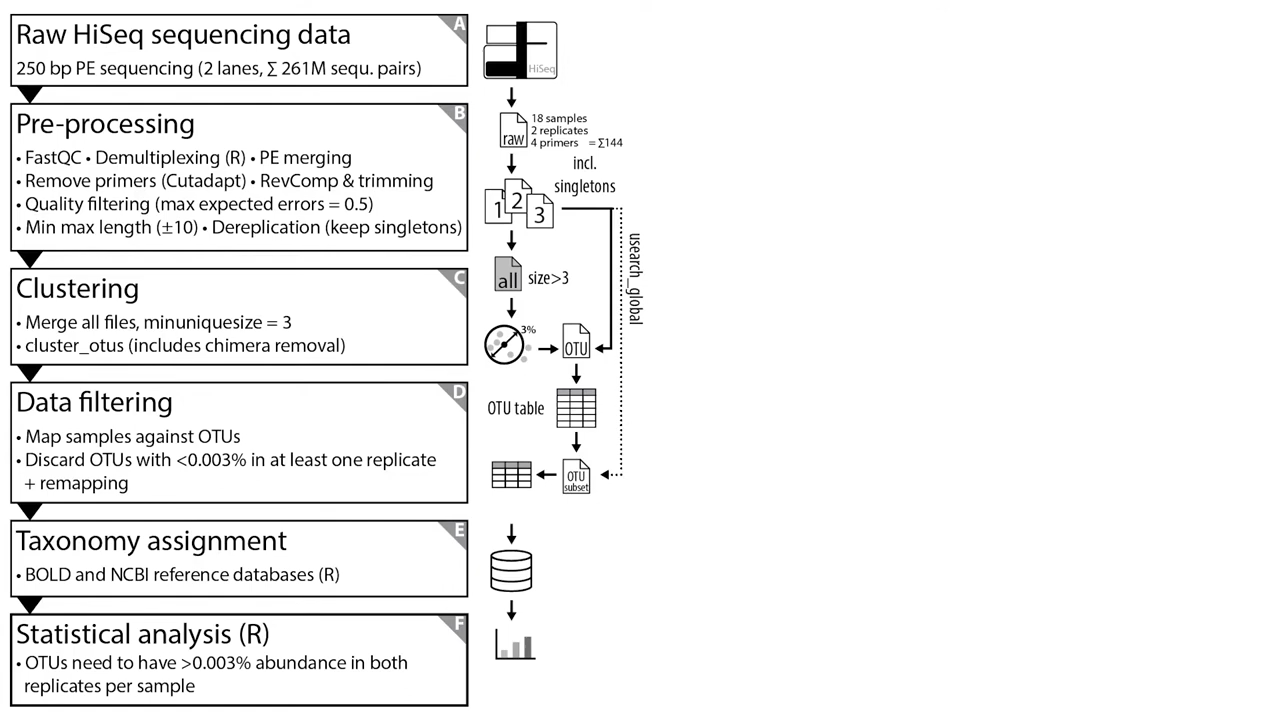 A
Raw HiSeq sequencing data
250 bp PE sequencing (2 lanes, ∑ 261M sequ. pairs)
B
Pre-processing
• FastQC • Demultiplexing (R) • PE merging
• Remove primers (Cutadapt) • RevComp & trimming
• Quality filtering (max expected errors = 0.5)
• Min max length (±10) • Dereplication (keep singletons)
C
Clustering
• Merge all files, minuniquesize = 3
• cluster_otus (includes chimera removal)
D
Data filtering
• Map samples against OTUs
• Discard OTUs with <0.003% in at least one replicate
+ remapping
E
Taxonomy assignment
• BOLD and NCBI reference databases (R)
F
Statistical analysis (R)
• OTUs need to have >0.003% abundance in both
replicates per sample
HiSeq
raw
18 samples
2 replicates
4 primers = ∑144
incl.
singletons
1
2
3
usearch_global
all
size>3
3%
OTU
OTU table
OTU
subset